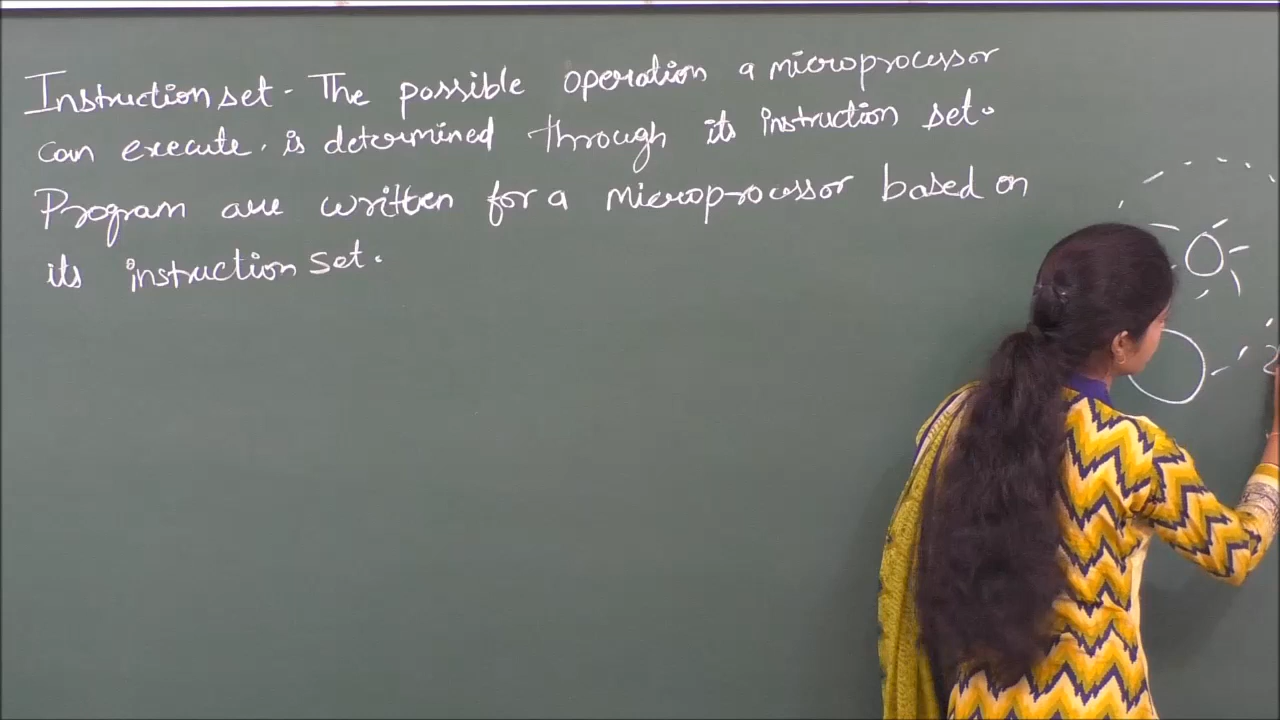 Instruction set - The possible operation a microprocessor
can execute. is determined through its instruction set.
Program are written for a microprocessor based on
its instruction set.